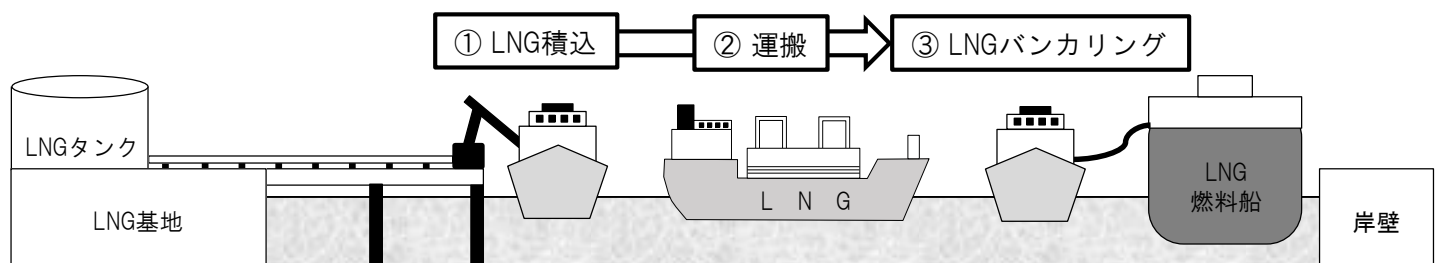 ① LNG積込
② 運搬
③ LNGバンカリング
LNGタンク
LNG基地
L N G
LNG
燃料船
岸壁